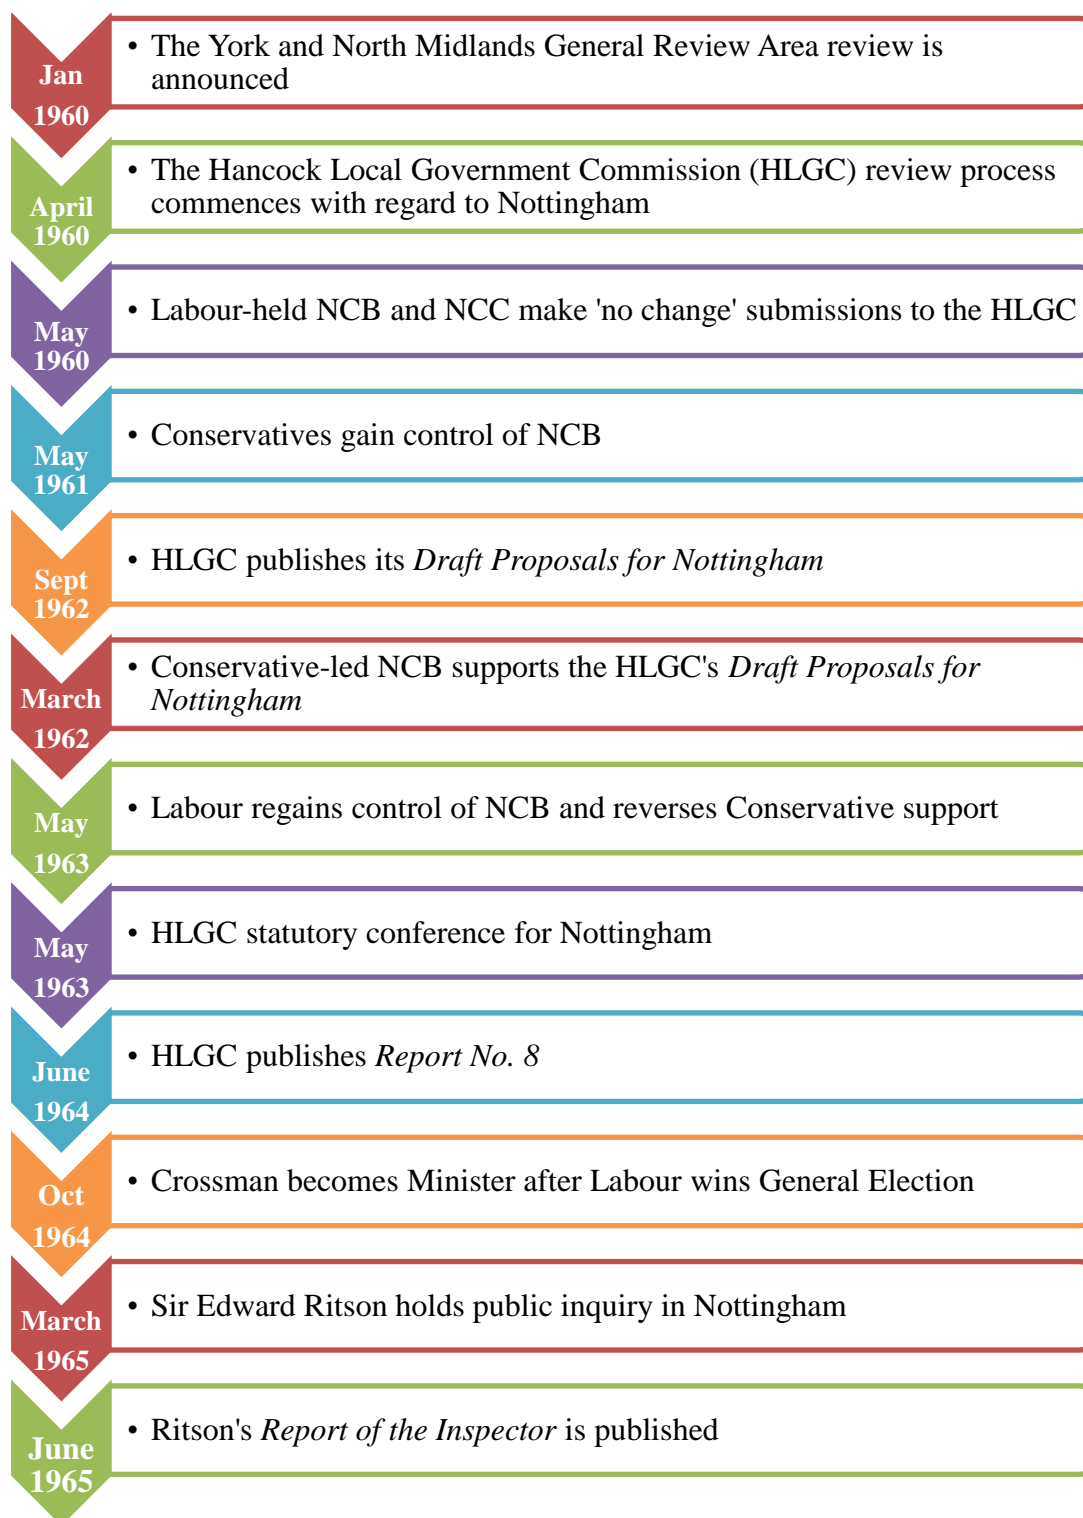 Jan
1960
• The York and North Midlands General Review Area review is
announced
April
1960
• The Hancock Local Government Commission (HLGC) review process
commences with regard to Nottingham
May
1960
• Labour-held NCB and NCC make 'no change' submissions to the HLGC
May
1961
• Conservatives gain control of NCB
Sept
1962
• HLGC publishes its Draft Proposals for Nottingham
March
1962
• Conservative-led NCB supports the HLGC's Draft Proposals for
Nottingham
May
1963
• Labour regains control of NCB and reverses Conservative support
May
1963
• HLGC statutory conference for Nottingham
June
1964
• HLGC publishes Report No. 8
Oct
1964
• Crossman becomes Minister after Labour wins General Election
March
1965
• Sir Edward Ritson holds public inquiry in Nottingham
June
1965
• Ritson's Report of the Inspector is published